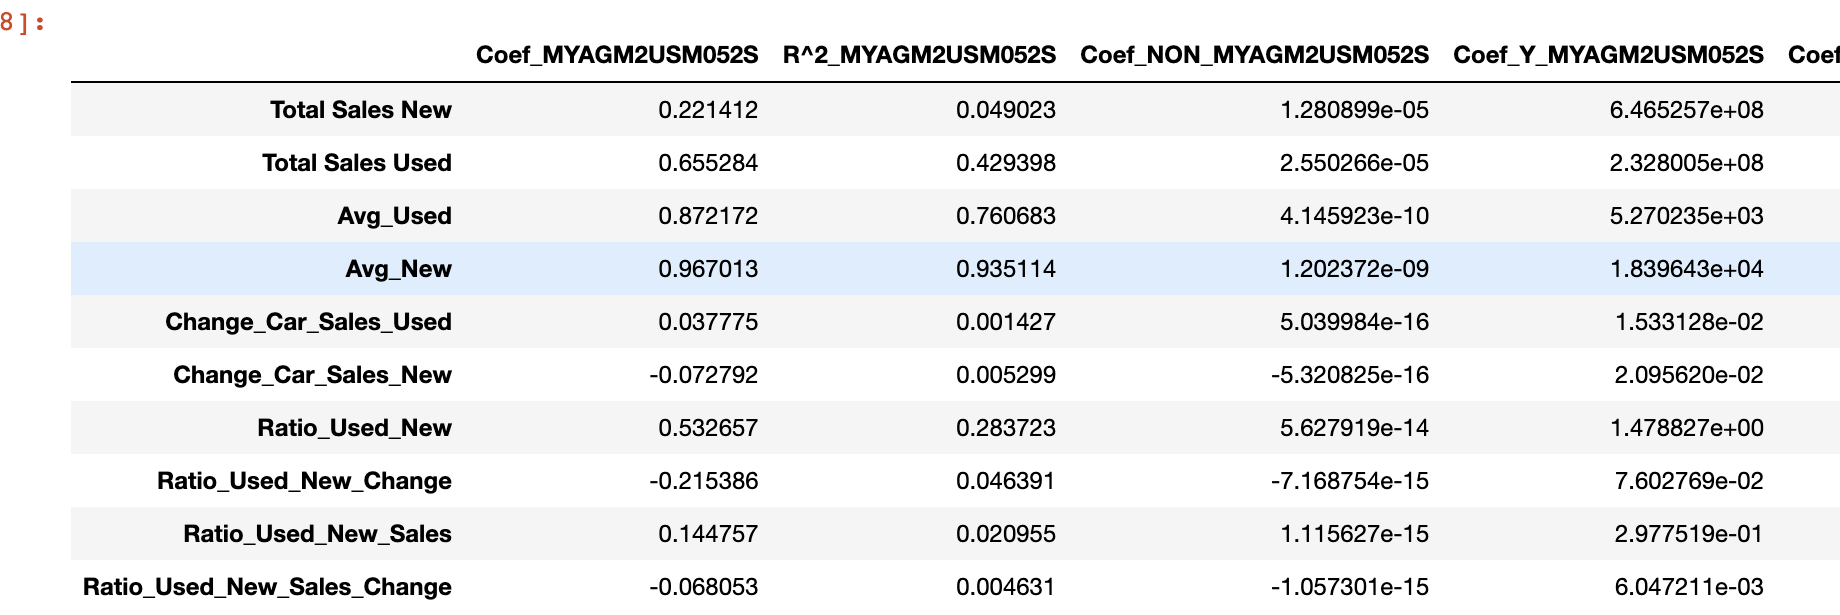 8]:
Coef_MYAGM2USM052S R^2_MYAGM2USM052S Coef_NON_MYAGM2USM052S Coef_Y_MYAGM2USM052S Coef
Total Sales New 0.221412 0.049023 1.280899e-05 6.465257e+08
Total Sales Used 0.655284 0.429398 2.550266e-05 2.328005e+08
Avg_Used 0.872172 0.760683 4.145923e-10 5.270235e+03
Avg_New 0.967013 0.935114 1.202372e-09 1.839643e+04
Change_Car_Sales_Used 0.037775 0.001427 5.039984e-16 1.533128e-02
Change_Car_Sales_New -0.072792 0.005299 -5.320825e-16 2.095620e-02
Ratio_Used_New 0.532657 0.283723 5.627919e-14 1.478827e+00
Ratio_Used_New_Change -0.215386 0.046391 -7.168754e-15 7.602769e-02
Ratio_Used_New_Sales 0.144757 0.020955 1.115627e-15 2.977519e-01
Ratio_Used_New_Sales_Change -0.068053 0.004631 -1.057301e-15 6.047211e-03